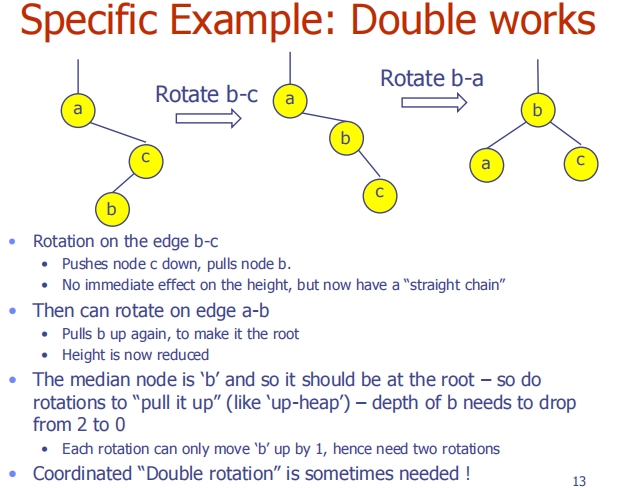 Specific Example: Double works
Rotate b-c
Rotate b-a
a
c
b
a
b
c
b
a
c
• Rotation on the edge b-c
• Pushes node c down, pulls node b.
• No immediate effect on the height, but now have a “straight chain”
• Then can rotate on edge a-b
• Pulls b up again, to make it the root
• Height is now reduced
• The median node is ‘b’ and so it should be at the root – so do
rotations to “pull it up” (like ‘up-heap’) – depth of b needs to drop
from 2 to 0
• Each rotation can only move ‘b’ up by 1, hence need two rotations
• Coordinated “Double rotation” is sometimes needed !
13